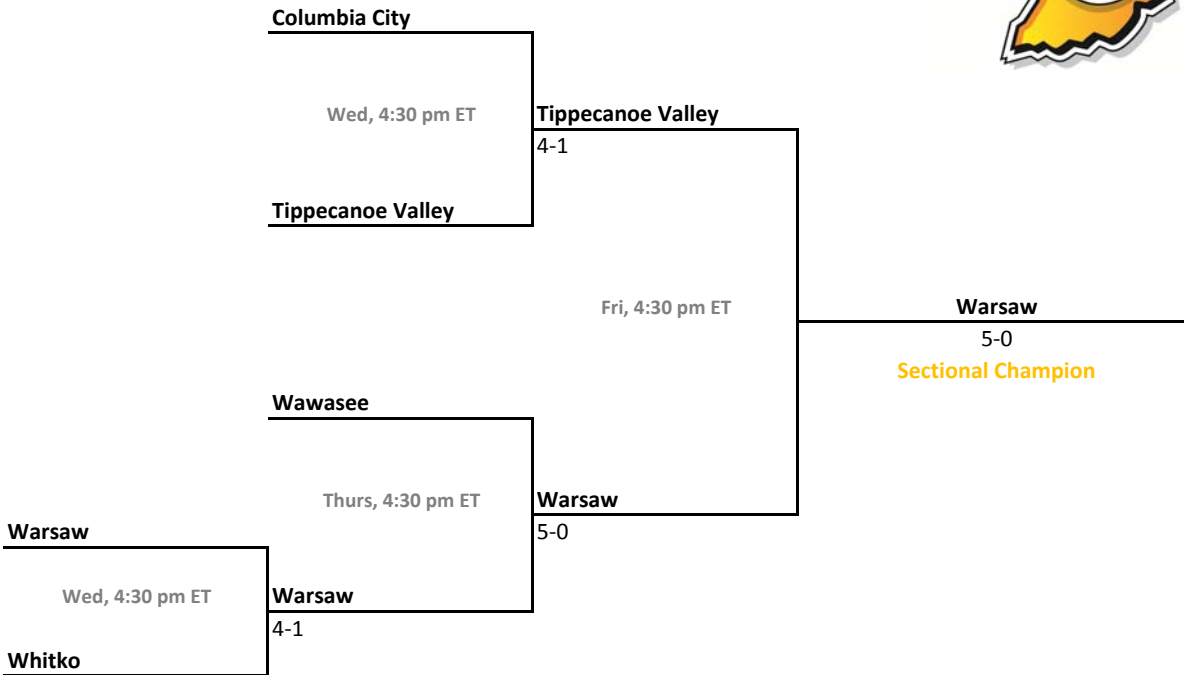 Columbia City
Wed, 4:30 pm ET
Tippecanoe Valley
4-1
Tippecanoe Valley
Fri, 4:30 pm ET
Warsaw
5-0
Sectional Champion
Wawasee
Thurs, 4:30 pm ET
Warsaw
5-0
Warsaw
Wed, 4:30 pm ET
Warsaw
4-1
Whitko